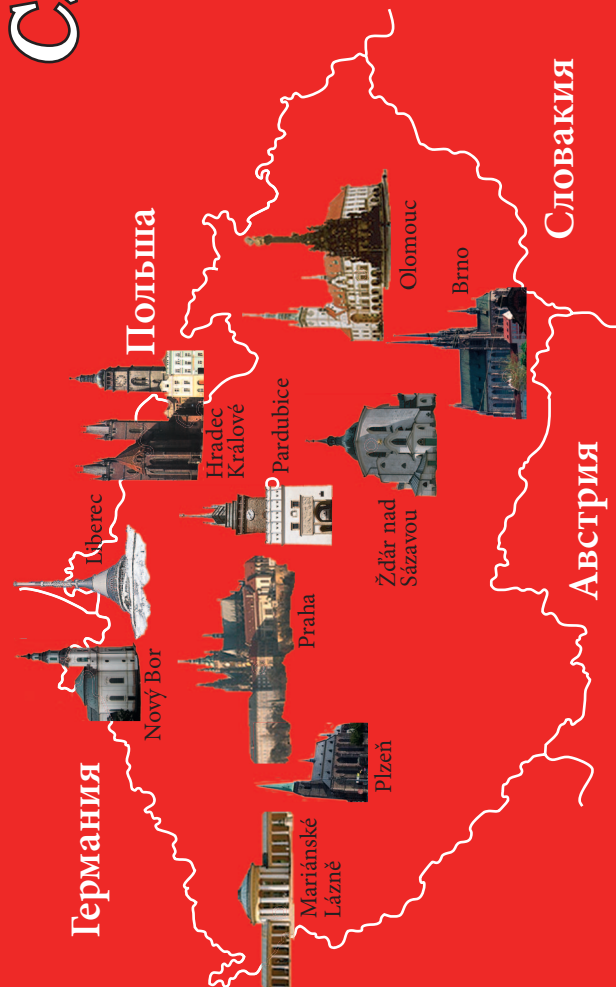 Германия
Liberec
Польша
Nový Bor
Hradec
Králové
Pardubice
Praha
Mariánské
Lázně
Plzeň
Žďár nad
Sázavou
Olomouc
Brno
Словакия
Австрия